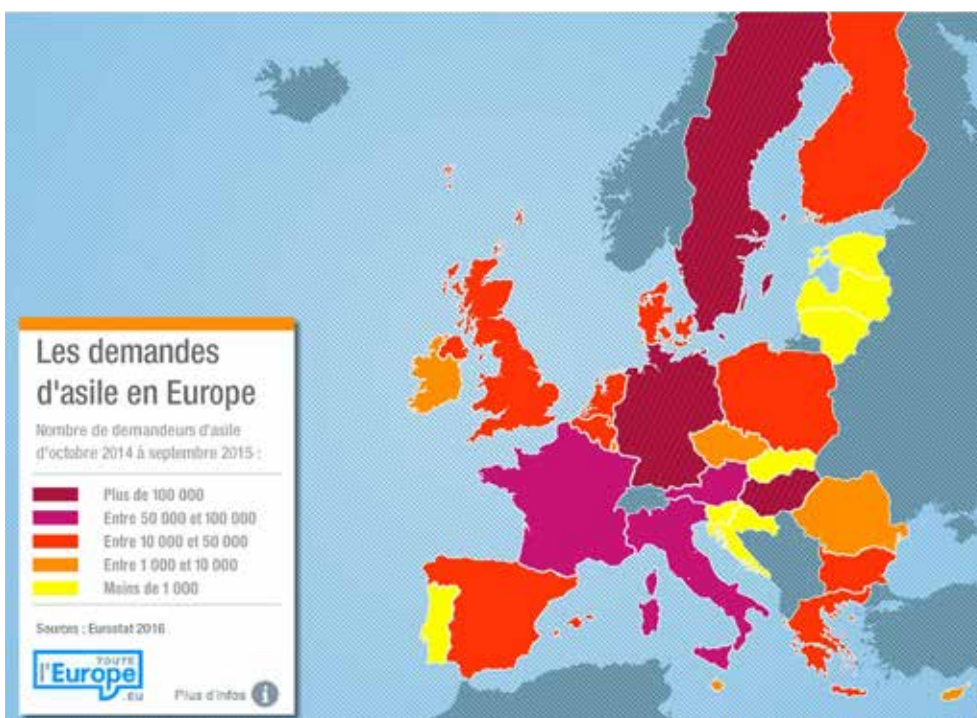 Les demandes
d'asile en Europe
Nombre de demandeurs d'asile
d'octobre 2014 à septembre 2015 :
Plus de 100 000
Entre 50 000 et 100 000
Entre 10 000 et 50 000
Entre 1 000 et 10 000
Moins de 1 000
Sources : Eurostat 2016
TOUTE
l'Europe
.eu
Plus d'infos i